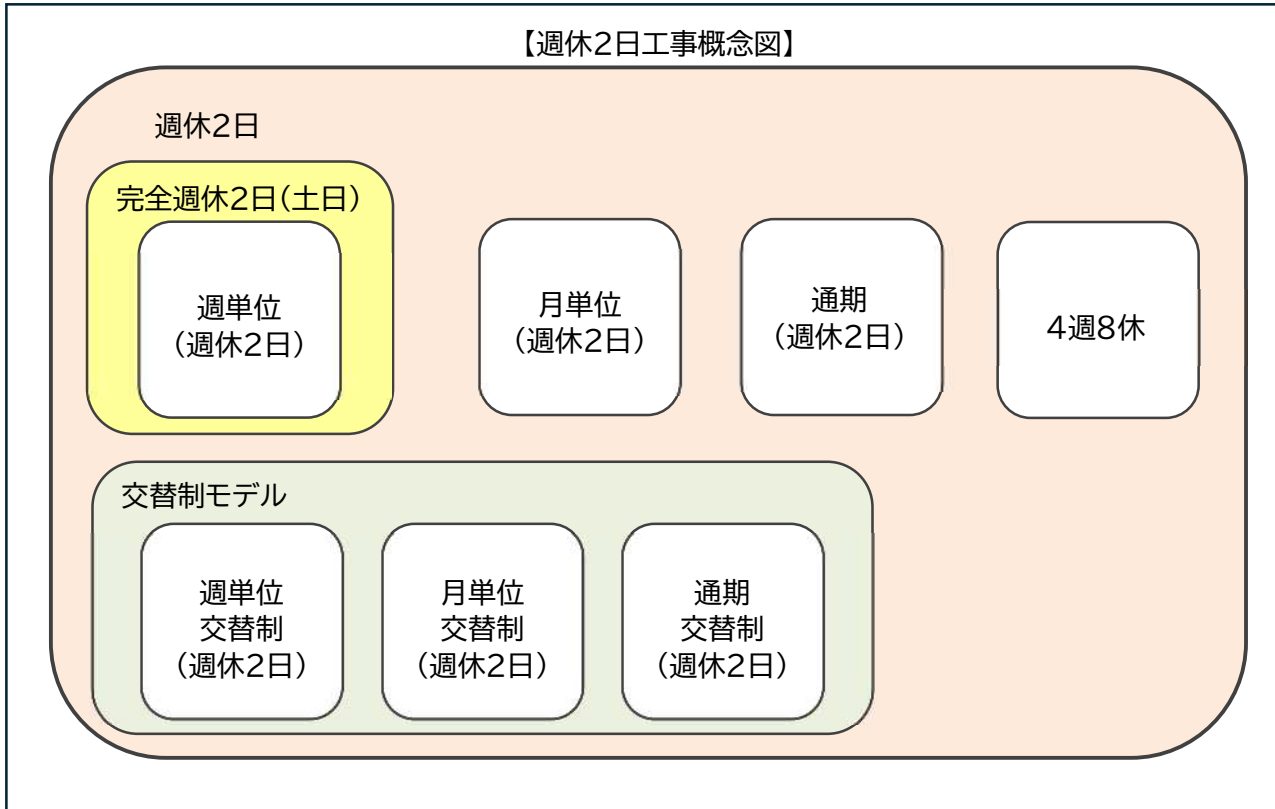 【週休2日工事概念図】
週休2日
完全週休2日(土日)
週単位
(週休2日)
月単位
(週休2日)
通期
(週休2日)
4週8休
交替制モデル
週単位
交替制
(週休2日)
月単位
交替制
(週休2日)
通期
交替制
(週休2日)